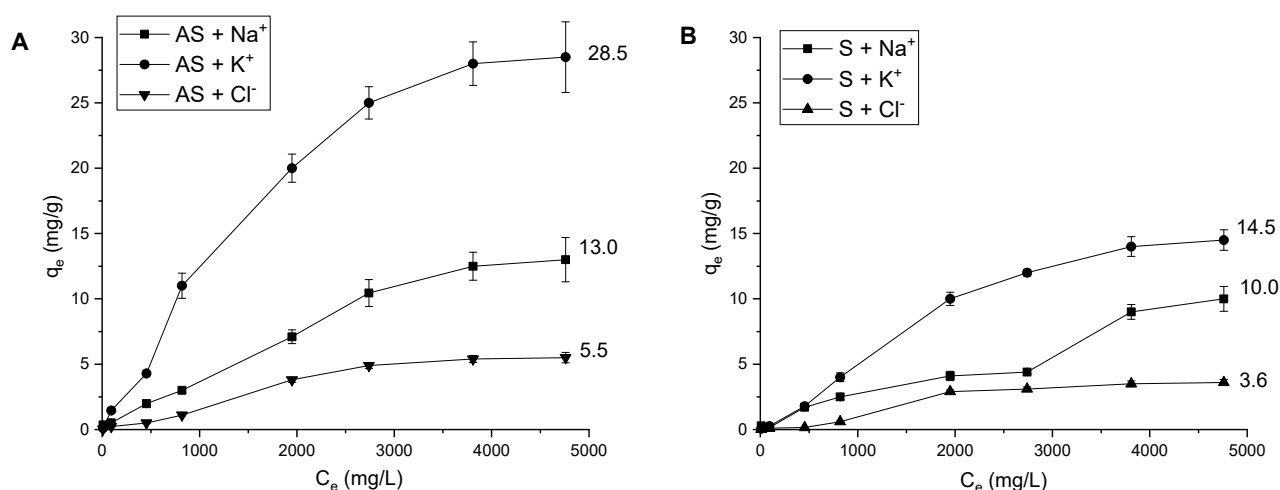 A
AS + Na⁺
AS + K⁺
AS + Cl⁻
30
25
20
15
10
5
0
qₑ (mg/g)
28.5
13.0
5.5
0 1000 2000 3000 4000 5000
Cₑ (mg/L)
B
S + Na⁺
S + K⁺
S + Cl⁻
30
25
20
15
10
5
0
qₑ (mg/g)
14.5
10.0
3.6
0 1000 2000 3000 4000 5000
Cₑ (mg/L)